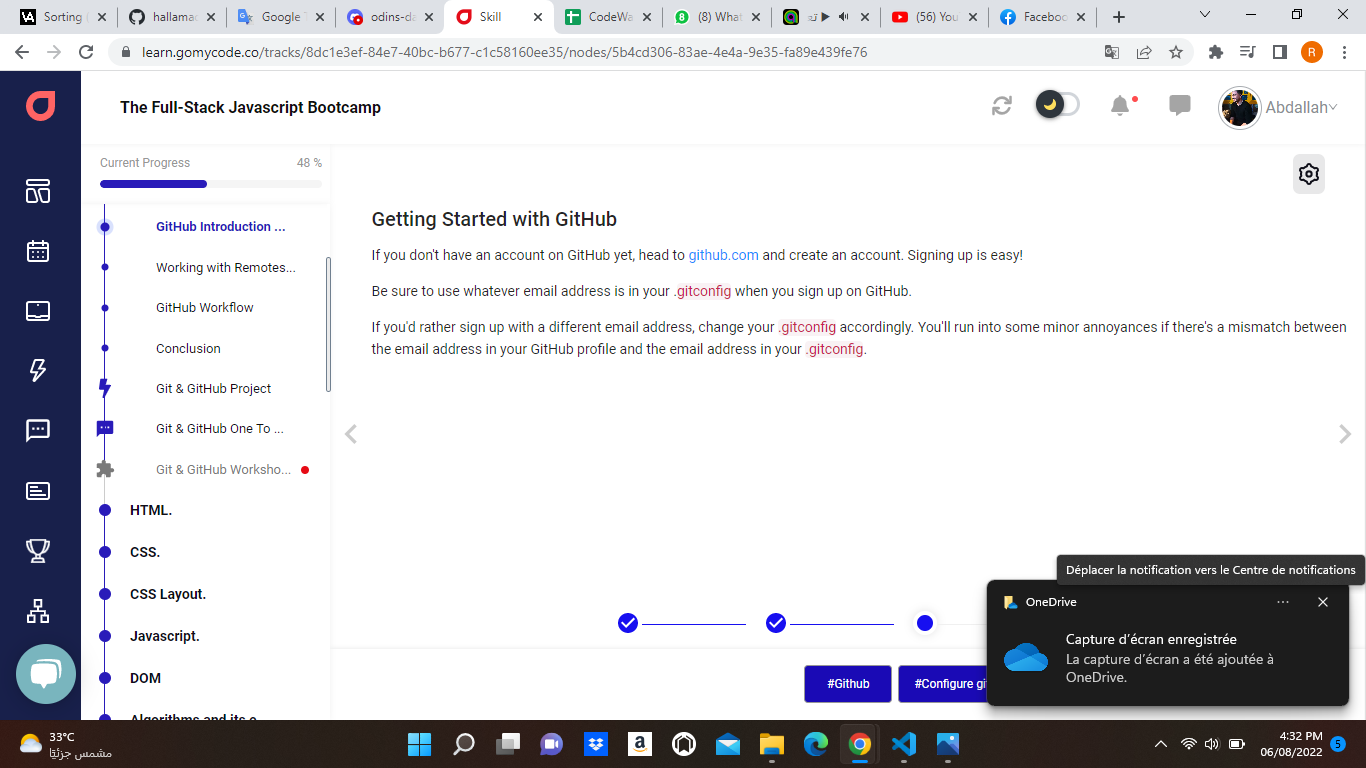 Sorting
hallamac
Google T
odins-da
Skill
CodeWa
(8) What
(56) You
Faceboo
learn.gomycode.co/tracks/8dc1e3ef-84e7-40bc-b677-c1c58160ee35/nodes/5b4cd306-83ae-4e4a-9e35-fa89e439fe76
R
The Full-Stack Javascript Bootcamp
Abdallah
Current Progress
48 %
GitHub Introduction ...
Working with Remotes...
GitHub Workflow
Conclusion
Git & GitHub Project
Git & GitHub One To ...
Git & GitHub Worksho...
HTML.
CSS.
CSS Layout.
Javascript.
DOM
Algorithms and its c
Getting Started with GitHub
If you don't have an account on GitHub yet, head to github.com and create an account. Signing up is easy!
Be sure to use whatever email address is in your .gitconfig when you sign up on GitHub.
If you'd rather sign up with a different email address, change your .gitconfig accordingly. You'll run into some minor annoyances if there's a mismatch between
the email address in your GitHub profile and the email address in your .gitconfig.
#Github
#Configure gi
Déplacer la notification vers le Centre de notifications
OneDrive
Capture d'écran enregistrée
La capture d'écran a été ajoutée à
OneDrive.
33°C
مشمس جزئيًا
4:32 PM
06/08/2022
5